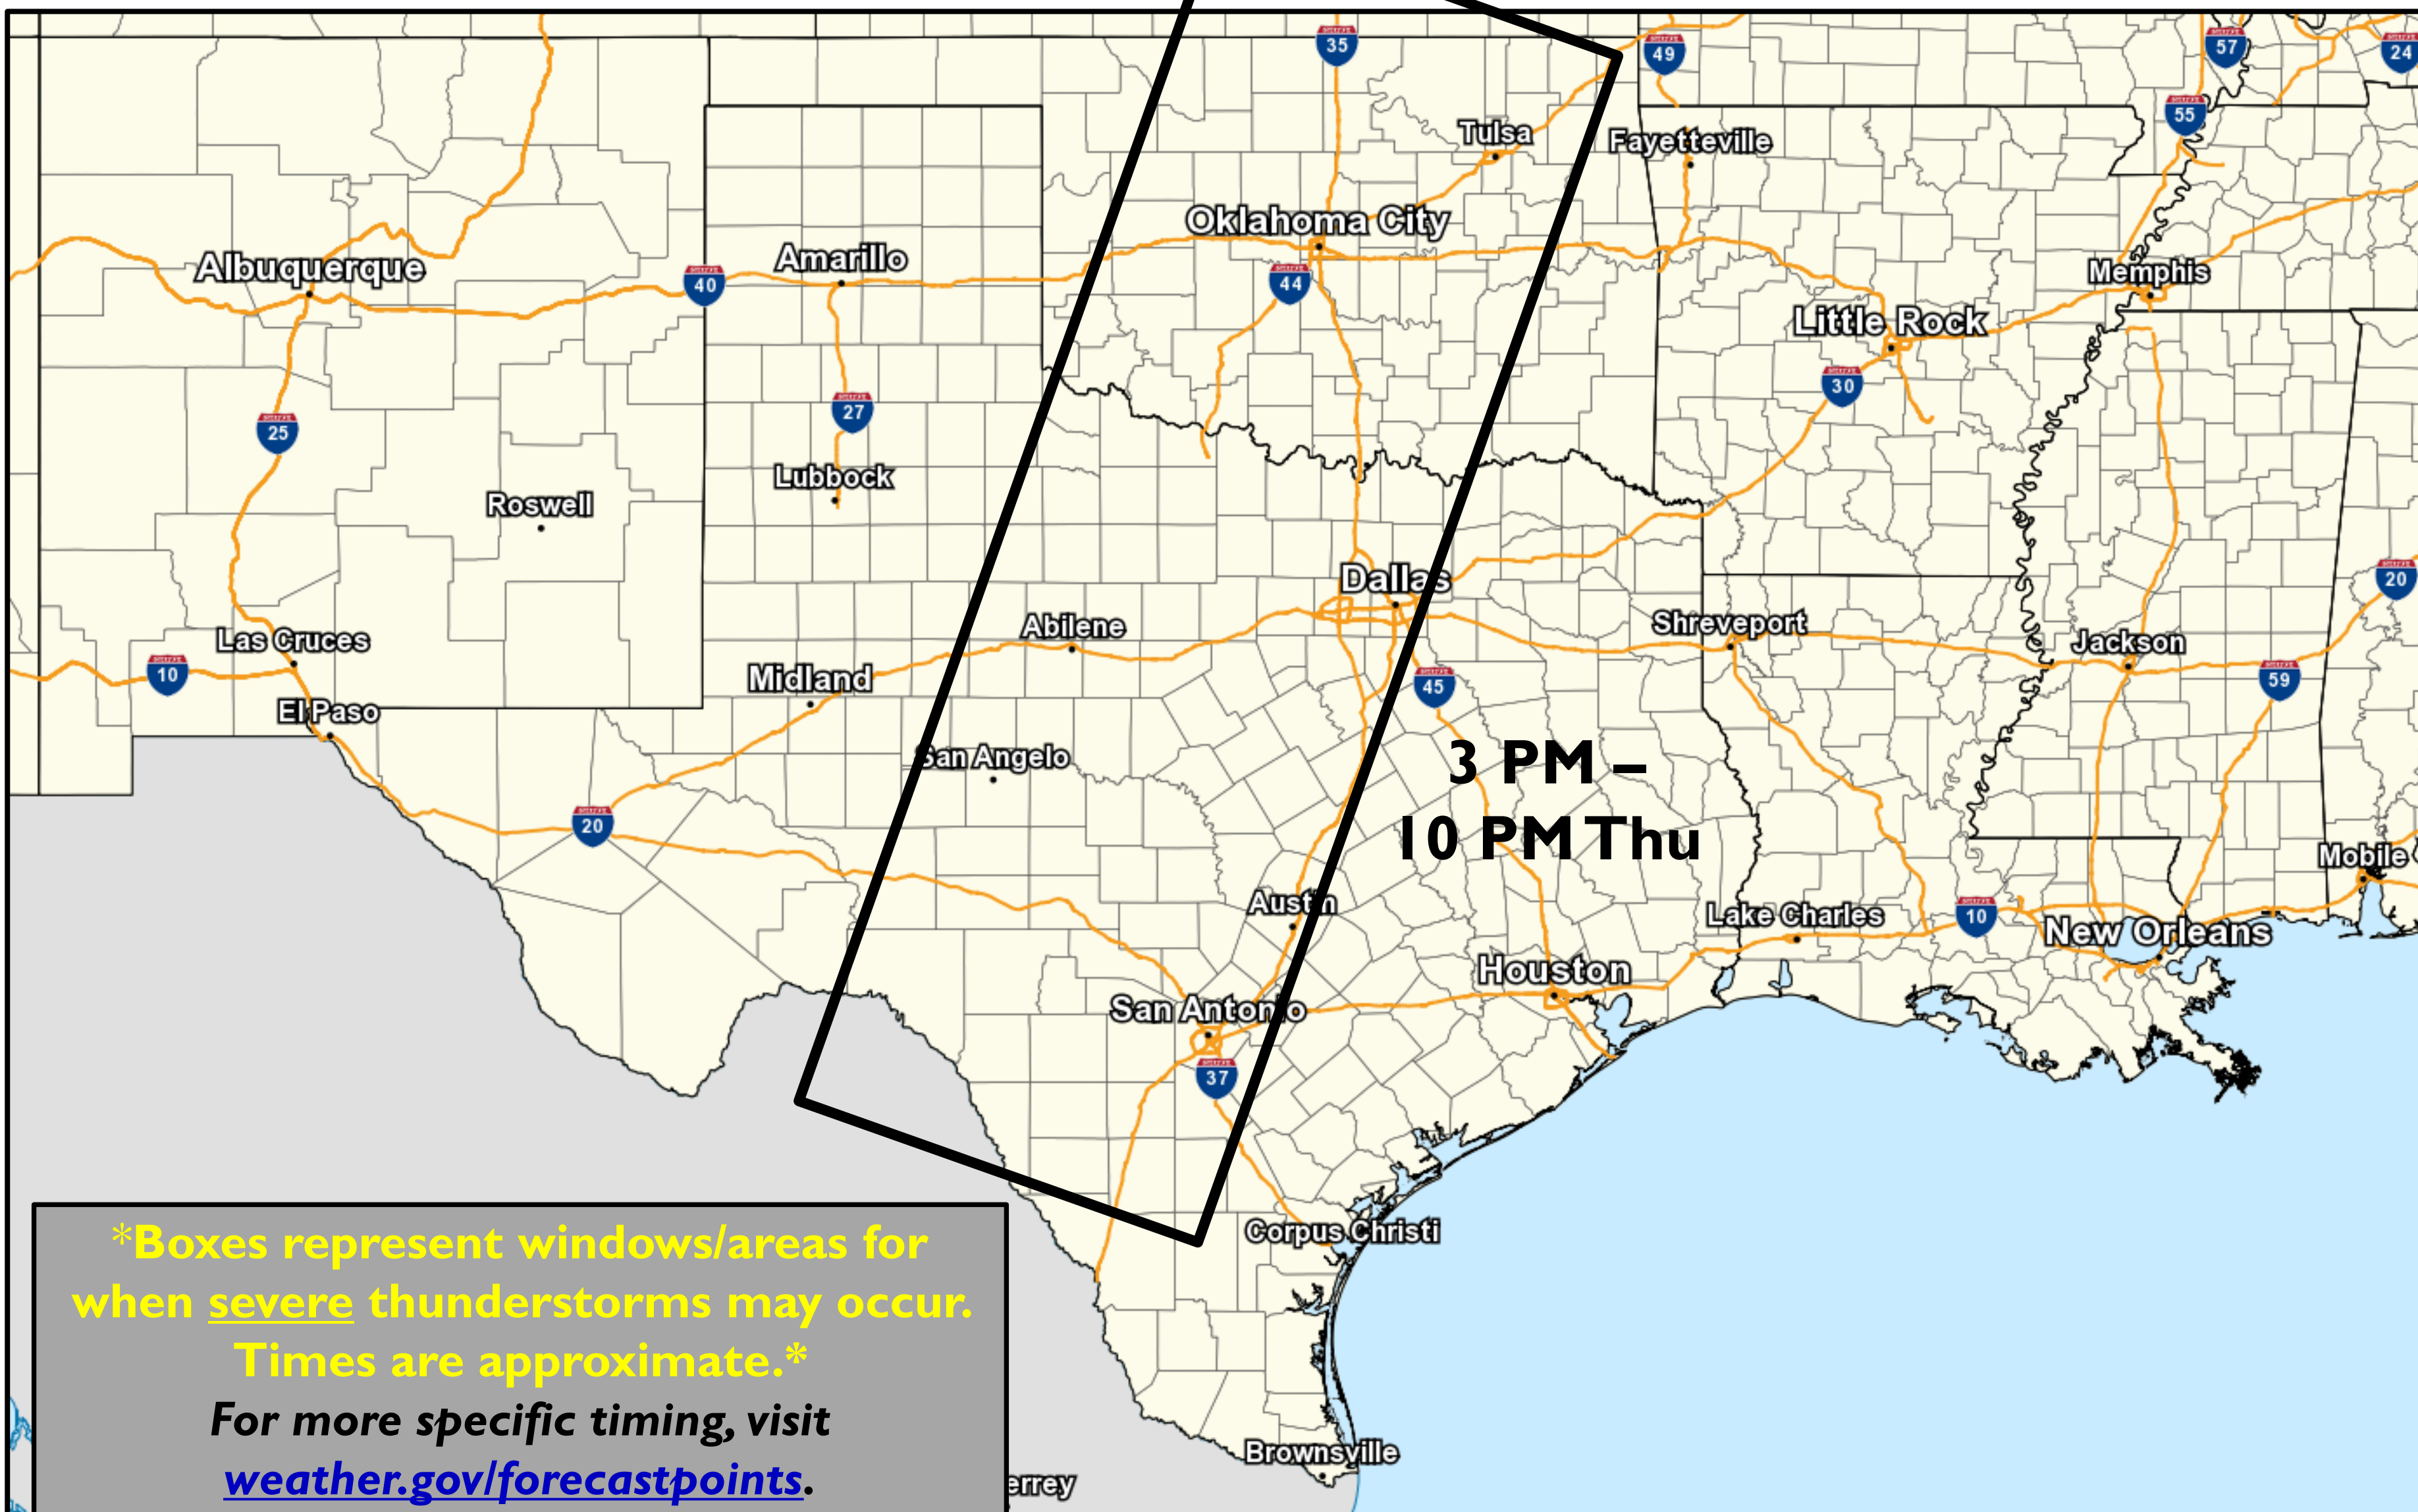 35
49
57
24
55
Tulsa
Fayetteville
Oklahoma City
Albuquerque
Amarillo
40
44
Memphis
Little Rock
30
25
27
Lubbock
Roswell
Dallas
20
Las Cruces
Abilene
Shreveport
Jackson
10
Midland
45
59
El Paso
San Angelo
3 PM –
10 PM Thu
20
Mobile
Austin
Lake Charles
10
New Orleans
Houston
San Antonio
37
Corpus Christi
*Boxes represent windows/areas for
when severe thunderstorms may occur.
Times are approximate.*
For more specific timing, visit
weather.gov/forecastpoints.
Brownsville
errey